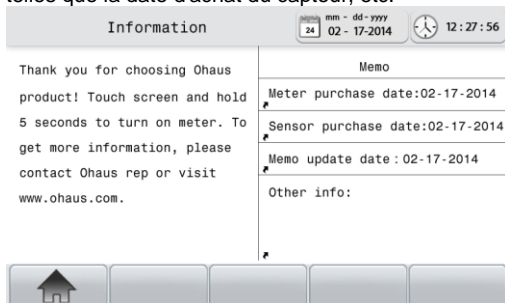 telles que la date d'achat du capteur, etc.
Information
24
mm - dd - yyyy
02 - 17-2014
12 : 27 : 56
Thank you for choosing Ohaus
product! Touch screen and hold
5 seconds to turn on meter. To
get more information, please
contact Ohaus rep or visit
www.ohaus.com.
Memo
Meter purchase date:02-17-2014
Sensor purchase date:02-17-2014
Memo update date : 02-17-2014
Other info: